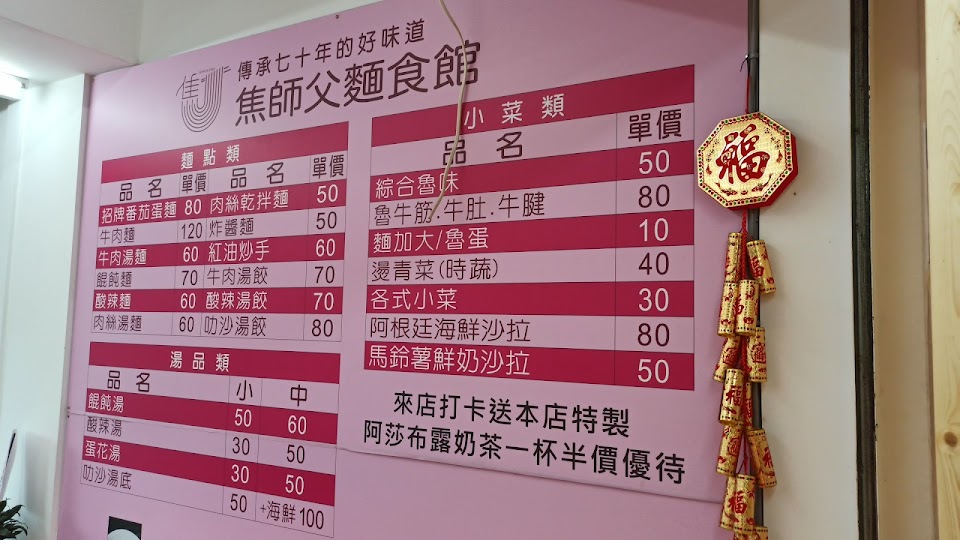 傳承七十年的好味道
焦師父麵食館
麵點類
品名 單價 品名 單價
招牌番茄蛋麵 80 肉絲乾拌麵 50
牛肉麵 120 炸醬麵 50
牛肉湯麵 60 紅油炒手 60
餛飩麵 70 牛肉湯餃 70
酸辣麵 60 酸辣湯餃 70
肉絲湯麵 60 叻沙湯餃 80
湯品類
品名 小 中
餛飩湯 50 60
酸辣湯 30 50
蛋花湯 30 50
叻沙湯底 50 +海鮮100
小菜類
品名 單價
綜合魯味 50
魯牛筋.牛肚.牛腱 80
麵加大/魯蛋 10
燙青菜(時蔬) 40
各式小菜 30
阿根廷海鮮沙拉 80
馬鈴薯鮮奶沙拉 50
來店打卡送本店特製
阿莎布露奶茶一杯半價優待
福
福
福
福
福
福